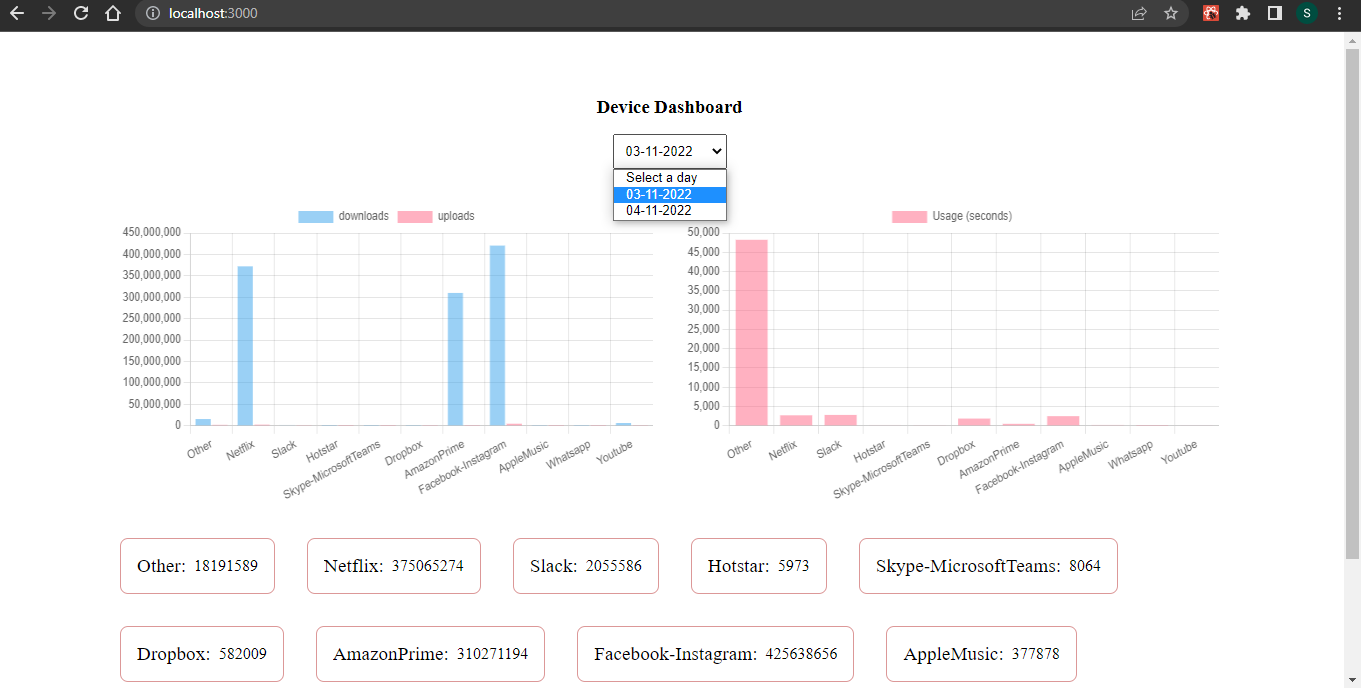 localhost:3000
S
Device Dashboard
03-11-2022
Select a day
03-11-2022
04-11-2022
downloads uploads
450,000,000
400,000,000
350,000,000
300,000,000
250,000,000
200,000,000
150,000,000
100,000,000
50,000,000
0
Other Netflix Slack Hotstar Skype-MicrosoftTeams Dropbox AmazonPrime Facebook-Instagram AppleMusic Whatsapp Youtube
Usage (seconds)
50,000
45,000
40,000
35,000
30,000
25,000
20,000
15,000
10,000
5,000
0
Other Netflix Slack Hotstar Skype-MicrosoftTeams Dropbox AmazonPrime Facebook-Instagram AppleMusic Whatsapp Youtube
Other: 18191589 Netflix: 375065274 Slack: 2055586 Hotstar: 5973 Skype-MicrosoftTeams: 8064
Dropbox: 582009 AmazonPrime: 310271194 Facebook-Instagram: 425638656 AppleMusic: 377878